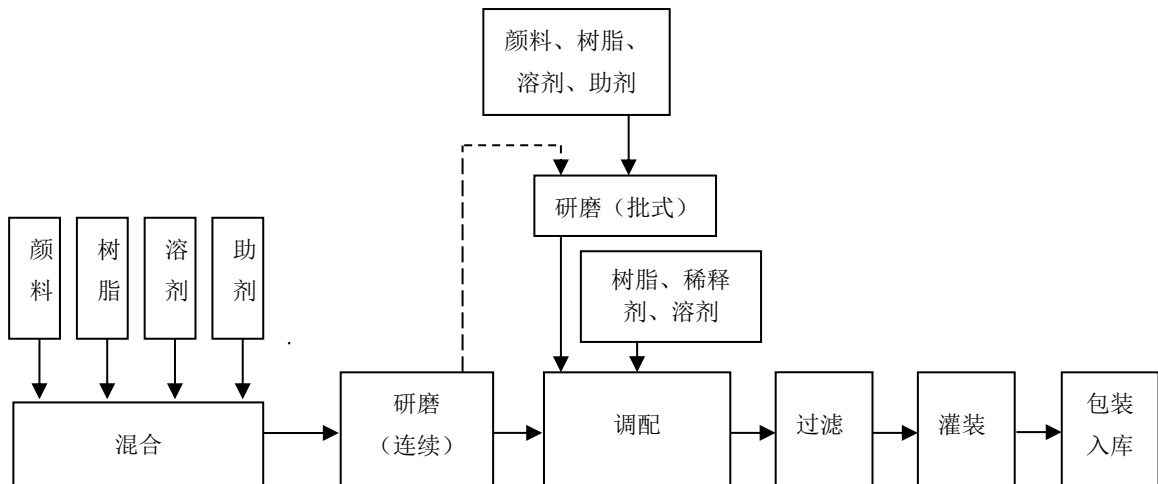 颜料、树脂、
溶剂、助剂
研磨（批式）
颜
料
树
脂
溶
剂
助
剂
树脂、稀释
剂、溶剂
混合
研磨
（连续）
调配
过滤
灌装
包装
入库